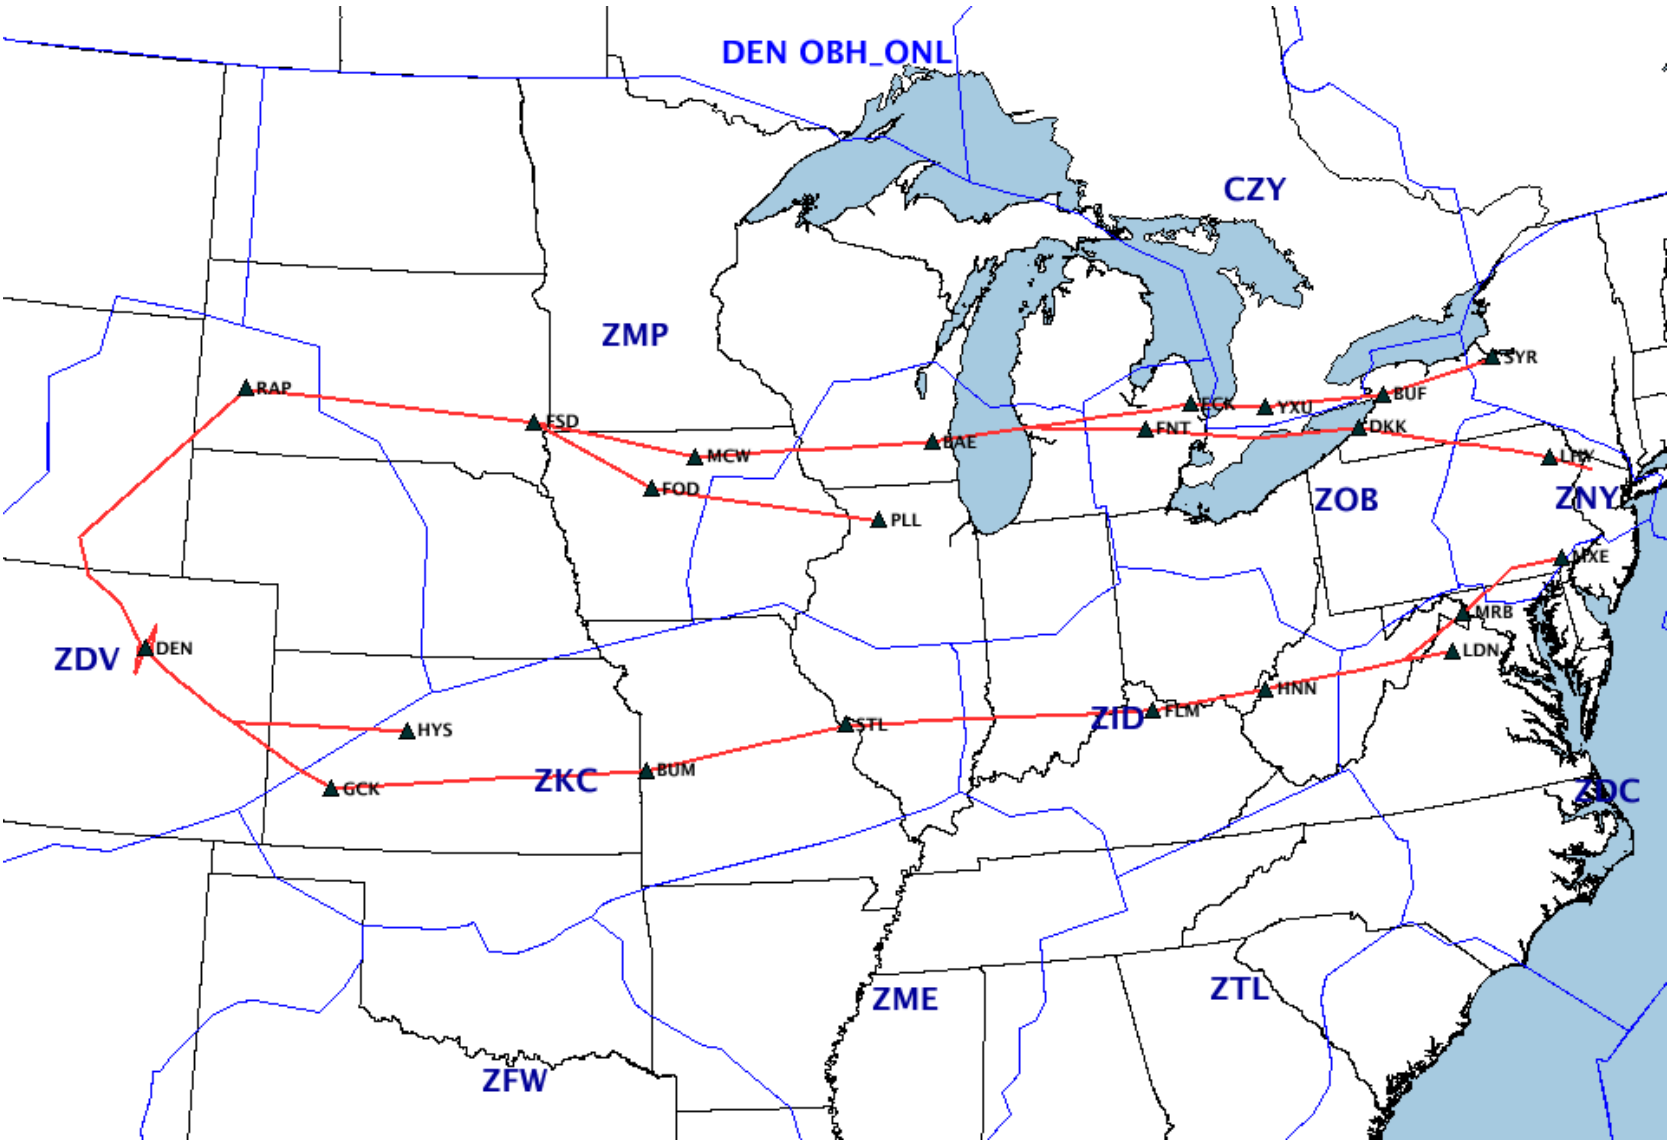 DEN OBH_ONL
CZY
ZMP
SYR
RAP
BUF
ECK
YXU
FSD
DKK
FNT
BAE
MCW
LHY
FOD
ZOB
ZNY
PLL
MXE
MRB
DEN
LDN
ZDV
HNN
FLM
ZID
STL
HYS
BUM
ZKC
GCK
ZDC
ZTL
ZME
ZFW